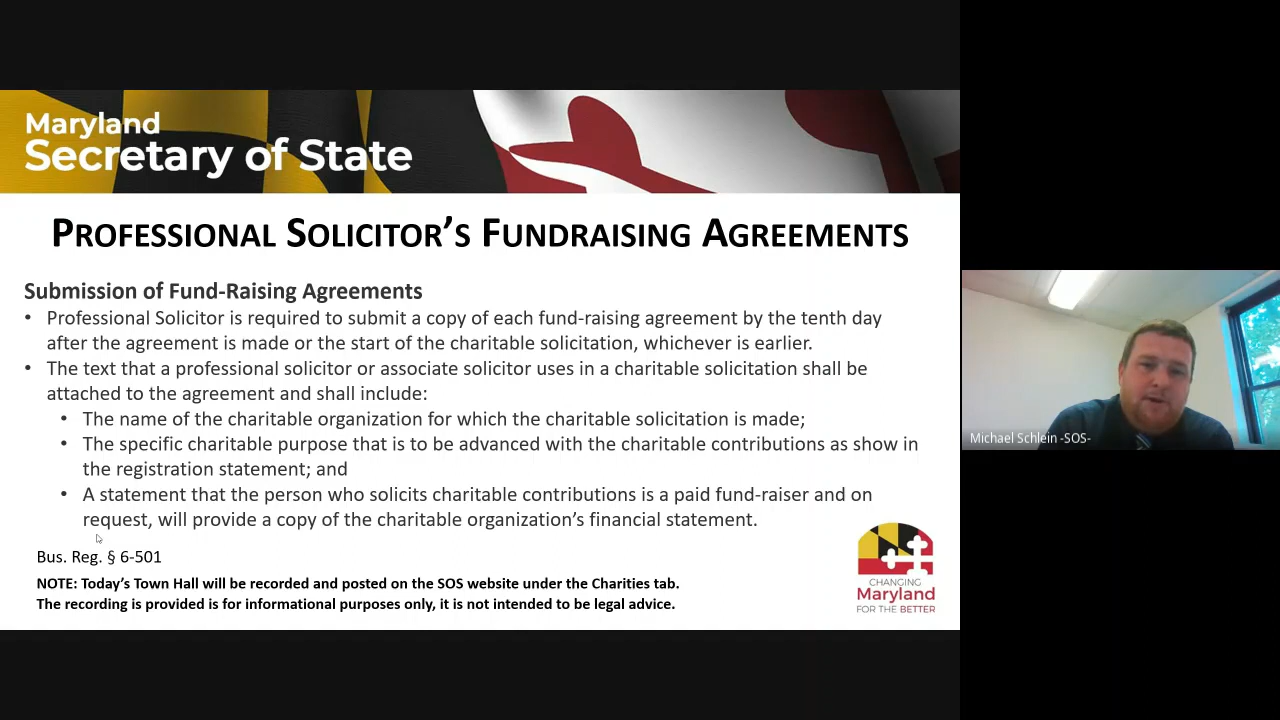 Maryland
Secretary of State
PROFESSIONAL SOLICITOR'S FUNDRAISING AGREEMENTS
Submission of Fund-Raising Agreements
• Professional Solicitor is required to submit a copy of each fund-raising agreement by the tenth day
after the agreement is made or the start of the charitable solicitation, whichever is earlier.
• The text that a professional solicitor or associate solicitor uses in a charitable solicitation shall be
attached to the agreement and shall include:
• The name of the charitable organization for which the charitable solicitation is made;
• The specific charitable purpose that is to be advanced with the charitable contributions as show in
the registration statement; and
• A statement that the person who solicits charitable contributions is a paid fund-raiser and on
request, will provide a copy of the charitable organization's financial statement.
Bus. Reg. § 6-501
NOTE: Today's Town Hall will be recorded and posted on the SOS website under the Charities tab.
The recording is provided is for informational purposes only, it is not intended to be legal advice.
CHANGING
Maryland
FOR THE BETTER
Michael Schlein -SOS-